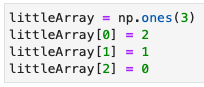 littleArray = np.ones(3)
littleArray[0] = 2
littleArray[1] = 1
littleArray[2] = 0